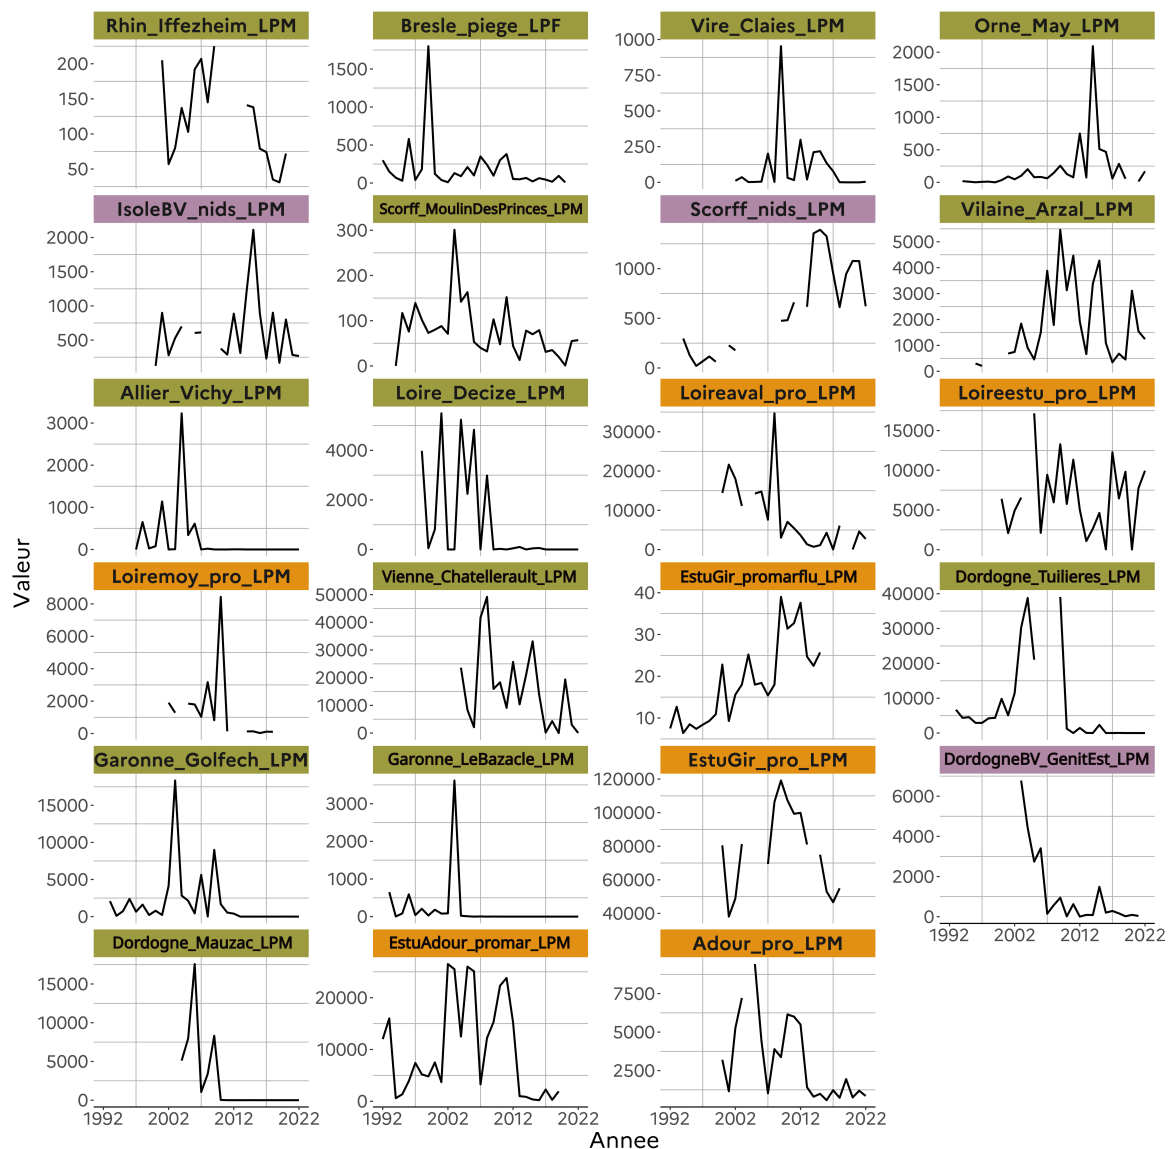 Rhin_Iffezheim_LPM Bresle_piege_LPF Vire_Claies_LPM Orne_May_LPM
200 150 100 50
1500 1000 500 0
1000 750 500 250 0
2000 1500 1000 500 0
IsoleBV_nids_LPM Scorff_MoulinDesPrinces_LPM Scorff_nids_LPM Vilaine_Arzal_LPM
2000 1500 1000 500
300 200 100 0
1000 500 0
5000 4000 3000 2000 1000 0
Allier_Vichy_LPM Loire_Decize_LPM Loireaval_pro_LPM Loireestu_pro_LPM
3000 2000 1000 0
4000 2000 0
30000 20000 10000 0
15000 10000 5000 0
Loiremoy_pro_LPM Vienne_Chatellerault_LPM EstuGir_promarflu_LPM Dordogne_Tuilieres_LPM
8000 6000 4000 2000 0
50000 40000 30000 20000 10000 0
40 30 20 10
40000 30000 20000 10000 0
Garonne_Golfech_LPM Garonne_LeBazacle_LPM EstuGir_pro_LPM DordogneBV_GenitEst_LPM
15000 10000 5000 0
3000 2000 1000 0
120000 100000 80000 60000 40000
6000 4000 2000 0
1992 2002 2012 2022
Dordogne_Mauzac_LPM EstuAdour_promar_LPM Adour_pro_LPM
15000 10000 5000 0
20000 10000 0
7500 5000 2500
1992 2002 2012 2022 1992 2002 2012 2022 1992 2002 2012 2022
Valeur
Annee